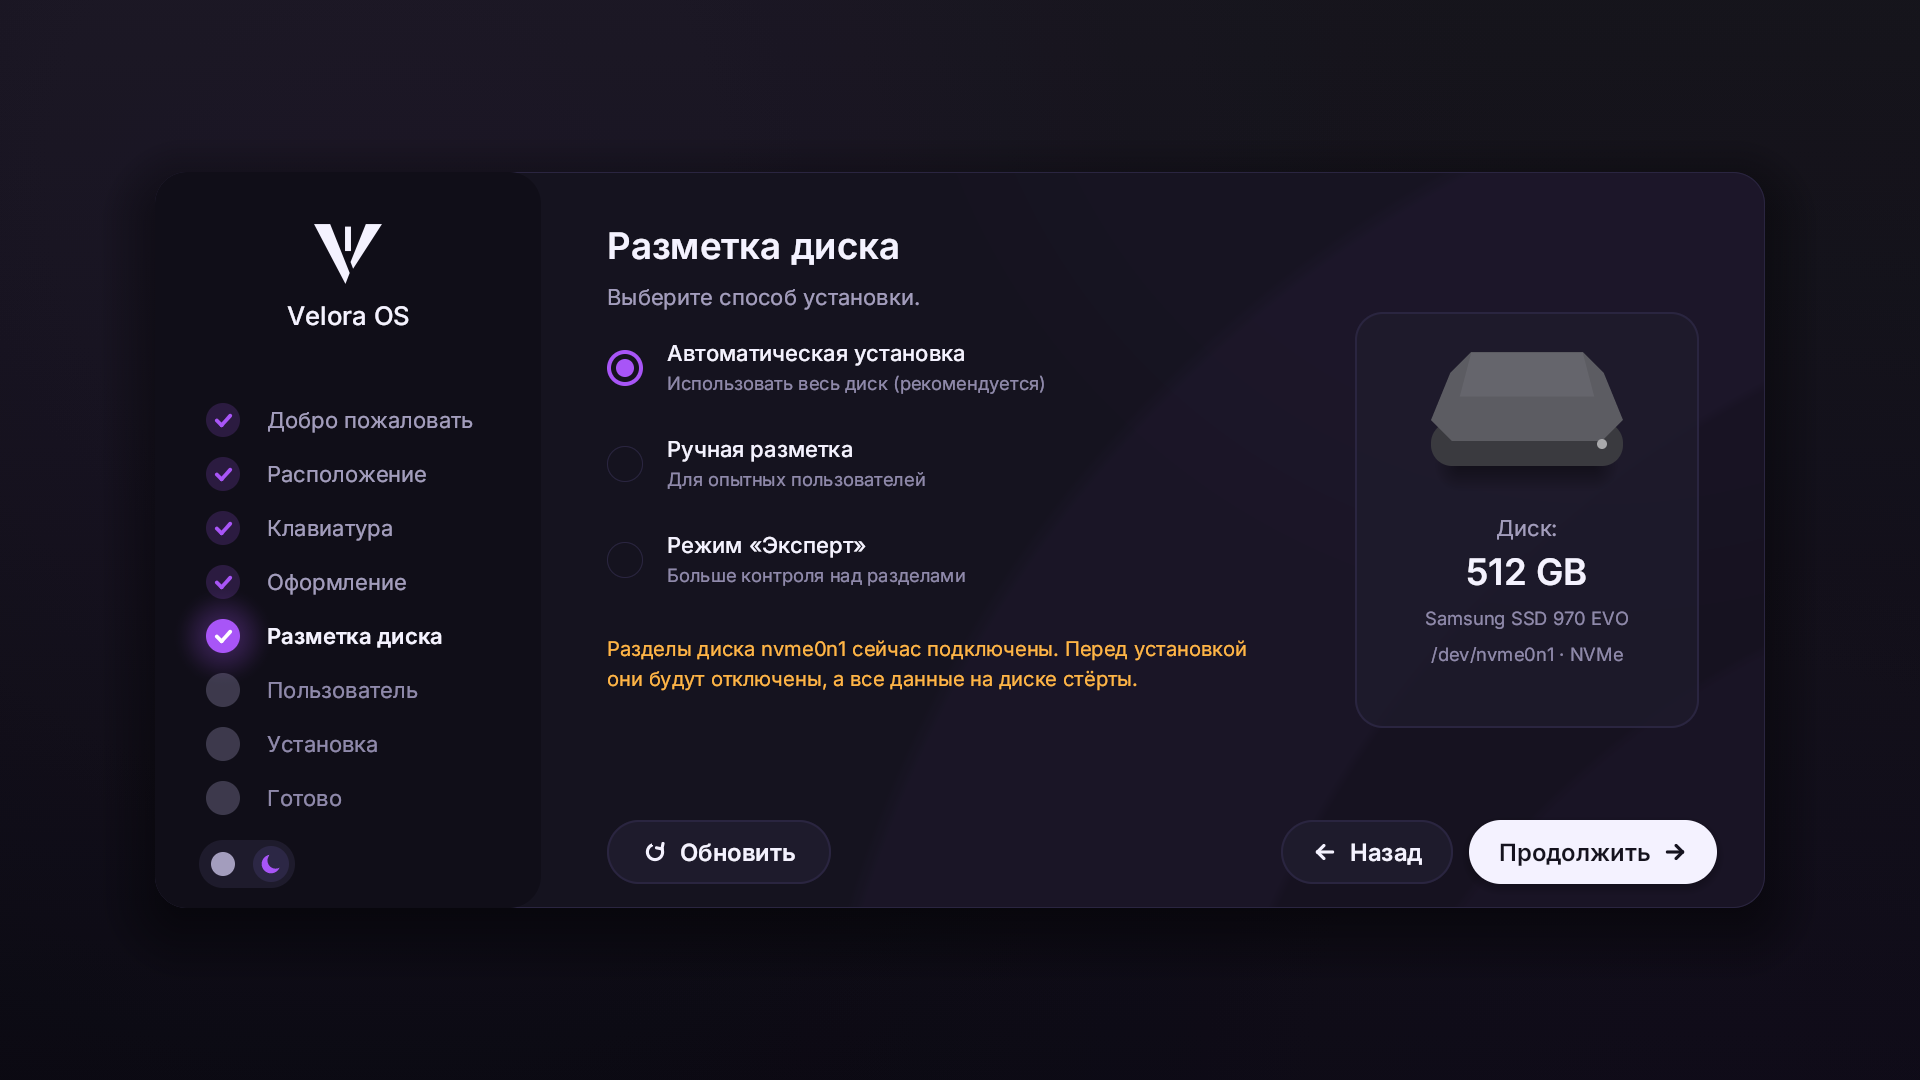 Velora OS
Добро пожаловать
Расположение
Клавиатура
Оформление
Разметка диска
Пользователь
Установка
Готово
Разметка диска
Выберите способ установки.
Автоматическая установка
Использовать весь диск (рекомендуется)
Ручная разметка
Для опытных пользователей
Режим «Эксперт»
Больше контроля над разделами
Разделы диска nvme0n1 сейчас подключены. Перед установкой
они будут отключены, а все данные на диске стёрты.
Диск:
512 GB
Samsung SSD 970 EVO
/dev/nvme0n1 · NVMe
Обновить
Назад
Продолжить